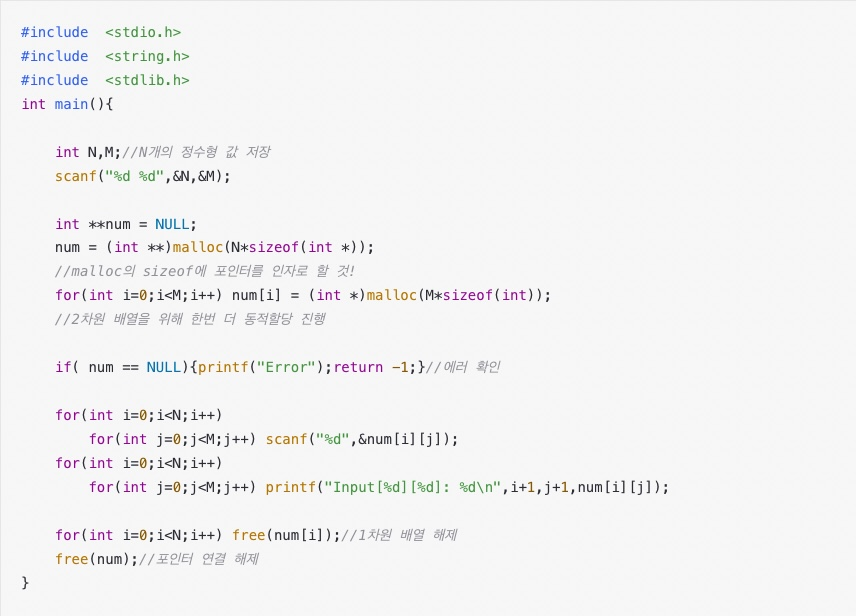 #include  <stdio.h>
#include  <string.h>
#include  <stdlib.h>
int main(){
    int N,M;//N개의 정수형 값 저장
    scanf("%d %d",&N,&M);
    int **num = NULL;
    num = (int **)malloc(N*sizeof(int *));
    //malloc의 sizeof에 포인터를 인자로 할 것!
    for(int i=0;i<M;i++) num[i] = (int *)malloc(M*sizeof(int));
    //2차원 배열을 위해 한번 더 동적할당 진행
    if( num == NULL){printf("Error");return −1;}//에러 확인
    for(int i=0;i<N;i++)
        for(int j=0;j<M;j++) scanf("%d",&num[i][j]);
    for(int i=0;i<N;i++)
        for(int j=0;j<M;j++) printf("Input[%d][%d]: %d\n",i+1,j+1,num[i][j]);
    for(int i=0;i<N;i++) free(num[i]);//1차원 배열 해제
    free(num);//포인터 연결 해제
}